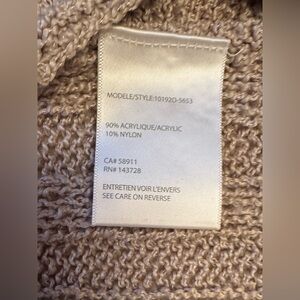 MODELE/STYLE:10192O-5653
90% ACRYLIQUE/ACRYLIC
10% NYLON
CA# 58911
RN# 143728
ENTRETIEN VOIR L'ENVERS
SEE CARE ON REVERSE